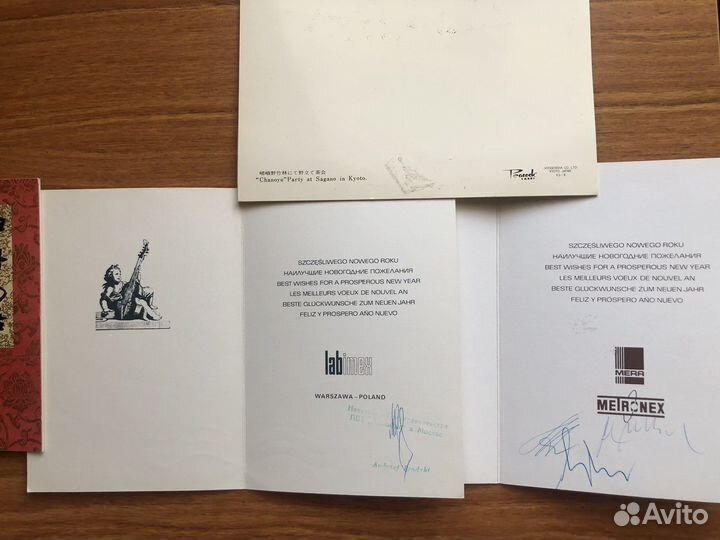 嵯峨野竹林にて野立て茶会
"Chanoyu" Party at Sagano in Kyoto.
Peacock
KYOTO JAPAN
SZCZĘŚLIWEGO NOWEGO ROKU
НАИЛУЧШИЕ НОВОГОДНИЕ ПОЖЕЛАНИЯ
BEST WISHES FOR A PROSPEROUS NEW YEAR
LES MEILLEURS VOEUX DE NOUVEL AN
BESTE GLÜCKWUNSCHE ZUM NEUEN JAHR
FELIZ Y PRÓSPERO AÑO NUEVO
labimex
WARSZAWA-POLAND
в Москве
SZCZĘŚLIWEGO NOWEGO ROKU
НАИЛУЧШИЕ НОВОГОДНИЕ ПОЖЕЛАНИЯ
BEST WISHES FOR A PROSPEROUS NEW YEAR
LES MEILLEURS VOEUX DE NOUVEL AN
BESTE GLÜCKWUNSCHE ZUM NEUEN JAHR
FELIZ Y PRÓSPERO AÑO NUEVO
MERA
METRONEX
Avito